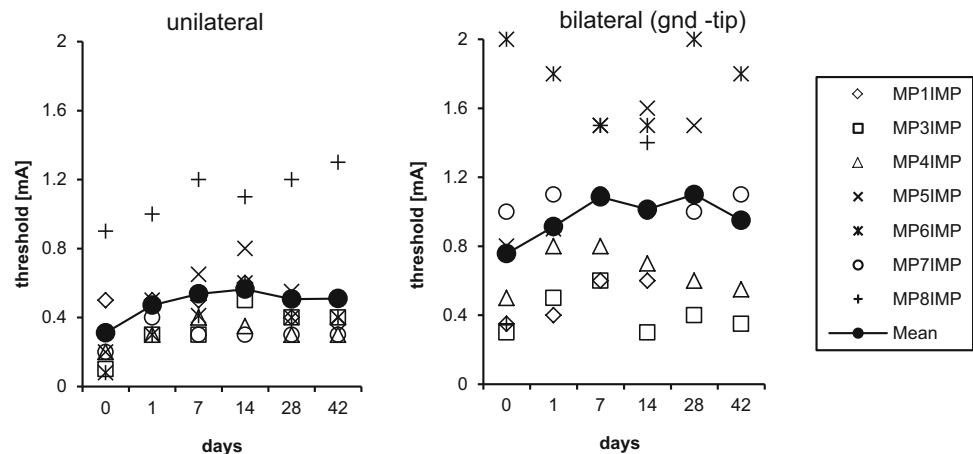 unilateral
2
1.6
1.2
0.8
0.4
0
threshold [mA]
0 1 7 14 28 42
days
bilateral (gnd -tip)
2
1.6
1.2
0.8
0.4
0
threshold [mA]
0 1 7 14 28 42
days
MP1IMP
MP3IMP
MP4IMP
MP5IMP
MP6IMP
MP7IMP
MP8IMP
Mean